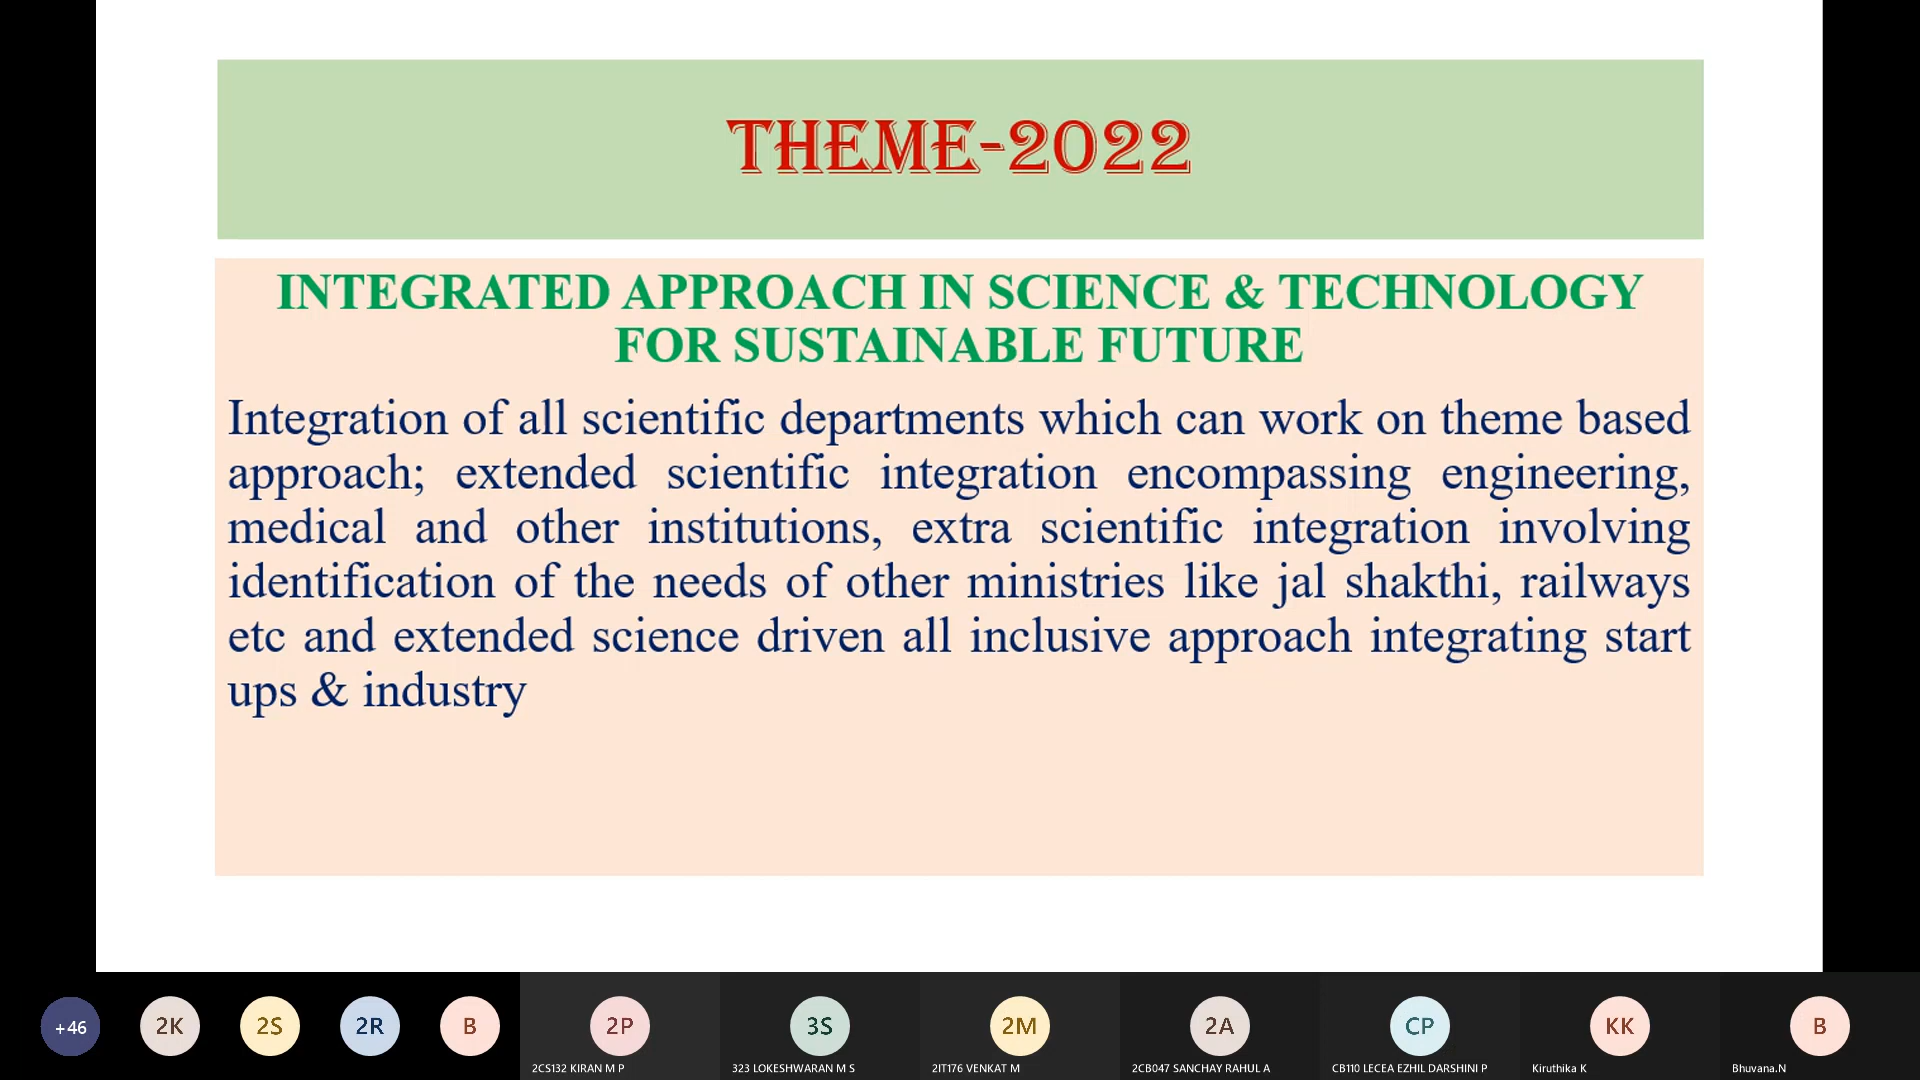 THEME-2022
INTEGRATED APPROACH IN SCIENCE & TECHNOLOGY
FOR SUSTAINABLE FUTURE
Integration of all scientific departments which can work on theme based
approach; extended scientific integration encompassing engineering,
medical and other institutions, extra scientific integration involving
identification of the needs of other ministries like jal shakthi, railways
etc and extended science driven all inclusive approach integrating start
ups & industry
+46 2K 2S 2R B 2P 3S 2M 2A CP KK B
2CS132 KIRAN M P 323 LOKESHWARAN M S 2IT176 VENKAT M 2CB047 SANCHAY RAHUL A CB110 LECEA EZHIL DARSHINI P Kiruthika K Bhuvana.N